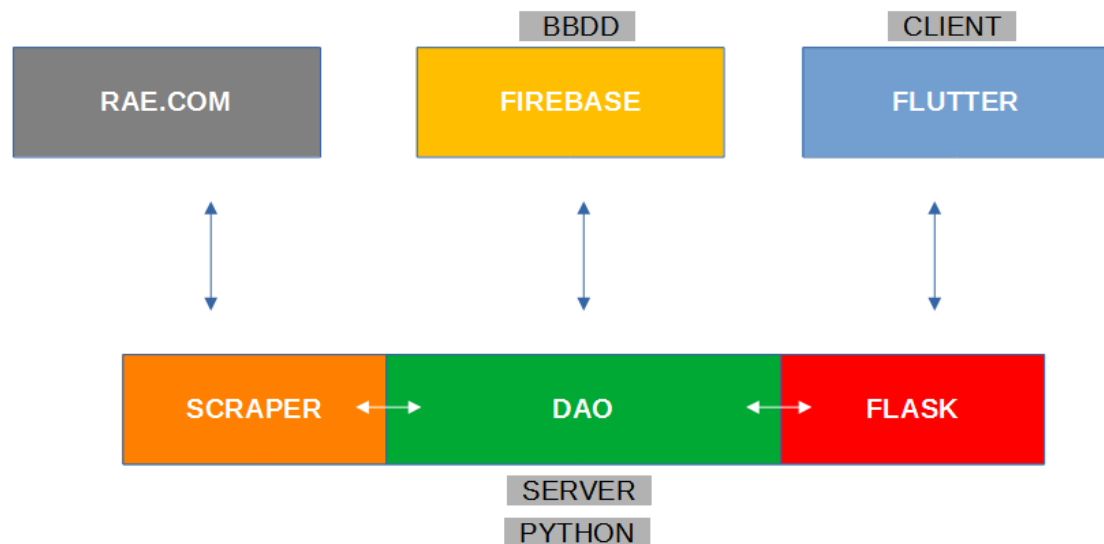 BBDD
CLIENT
RAE.COM
FIREBASE
FLUTTER
SCRAPER
DAO
FLASK
SERVER
PYTHON